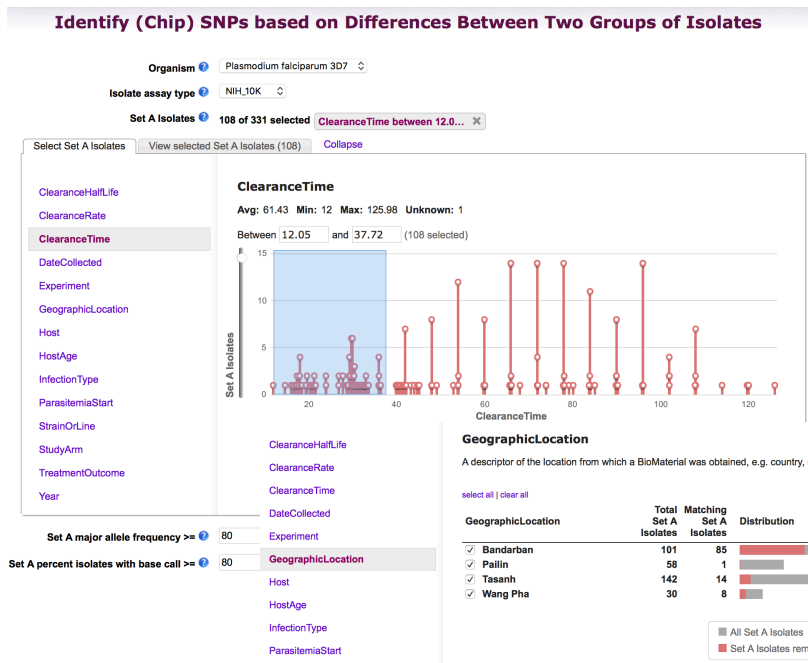 Identify (Chip) SNPs based on Differences Between Two Groups of Isolates
Organism ? Plasmodium falciparum 3D7
Isolate assay type ? NIH_10K
Set A Isolates ? 108 of 331 selected ClearanceTime between 12.0... ✖
Select Set A Isolates View selected Set A Isolates (108) Collapse
ClearanceHalfLife
ClearanceRate
ClearanceTime
DateCollected
Experiment
GeographicLocation
Host
HostAge
InfectionType
ParasitemiaStart
StrainOrLine
StudyArm
TreatmentOutcome
Year
ClearanceTime
Avg: 61.43 Min: 12 Max: 125.98 Unknown: 1
Between 12.05 and 37.72 (108 selected)
Set A Isolates
15
10
5
0
20 40 60 80 100 120
ClearanceTime
Set A major allele frequency >= ? 80
Set A percent isolates with base call >= ? 80
ClearanceHalfLife
ClearanceRate
ClearanceTime
DateCollected
Experiment
GeographicLocation
Host
HostAge
InfectionType
ParasitemiaStart
GeographicLocation
A descriptor of the location from which a BioMaterial was obtained, e.g. country,
select all | clear all
GeographicLocation Total Set A Isolates Matching Set A Isolates Distribution
Bandarban 101 85
Pailin 58 1
Tasanh 142 14
Wang Pha 30 8
All Set A Isolates
Set A Isolates rem